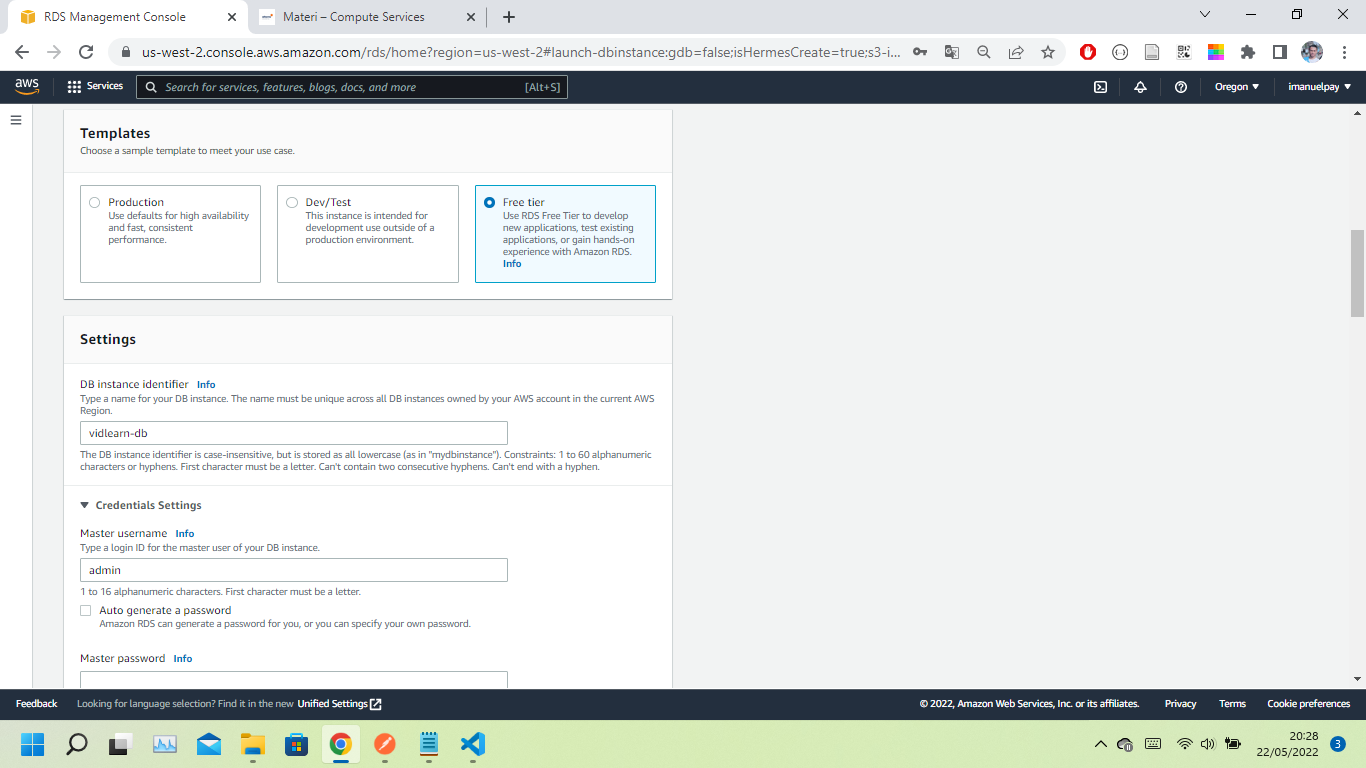 RDS Management Console
Materi – Compute Services
us-west-2.console.aws.amazon.com/rds/home?region=us-west-2#launch-dbinstance:gdb=false;isHermesCreate=true;s3-i...
aws
Services
Search for services, features, blogs, docs, and more
[Alt+S]
Oregon
imanuelpay
Templates
Choose a sample template to meet your use case.
Production
Use defaults for high availability
and fast, consistent
performance.
Dev/Test
This instance is intended for
development use outside of a
production environment.
Free tier
Use RDS Free Tier to develop
new applications, test existing
applications, or gain hands-on
experience with Amazon RDS.
Info
Settings
DB instance identifier Info
Type a name for your DB instance. The name must be unique across all DB instances owned by your AWS account in the current AWS
Region.
vidlearn-db
The DB instance identifier is case-insensitive, but is stored as all lowercase (as in "mydbinstance"). Constraints: 1 to 60 alphanumeric
characters or hyphens. First character must be a letter. Can't contain two consecutive hyphens. Can't end with a hyphen.
Credentials Settings
Master username Info
Type a login ID for the master user of your DB instance.
admin
1 to 16 alphanumeric characters. First character must be a letter.
Auto generate a password
Amazon RDS can generate a password for you, or you can specify your own password.
Master password Info
Feedback
Looking for language selection? Find it in the new Unified Settings
© 2022, Amazon Web Services, Inc. or its affiliates.
Privacy
Terms
Cookie preferences
20:28
22/05/2022
3